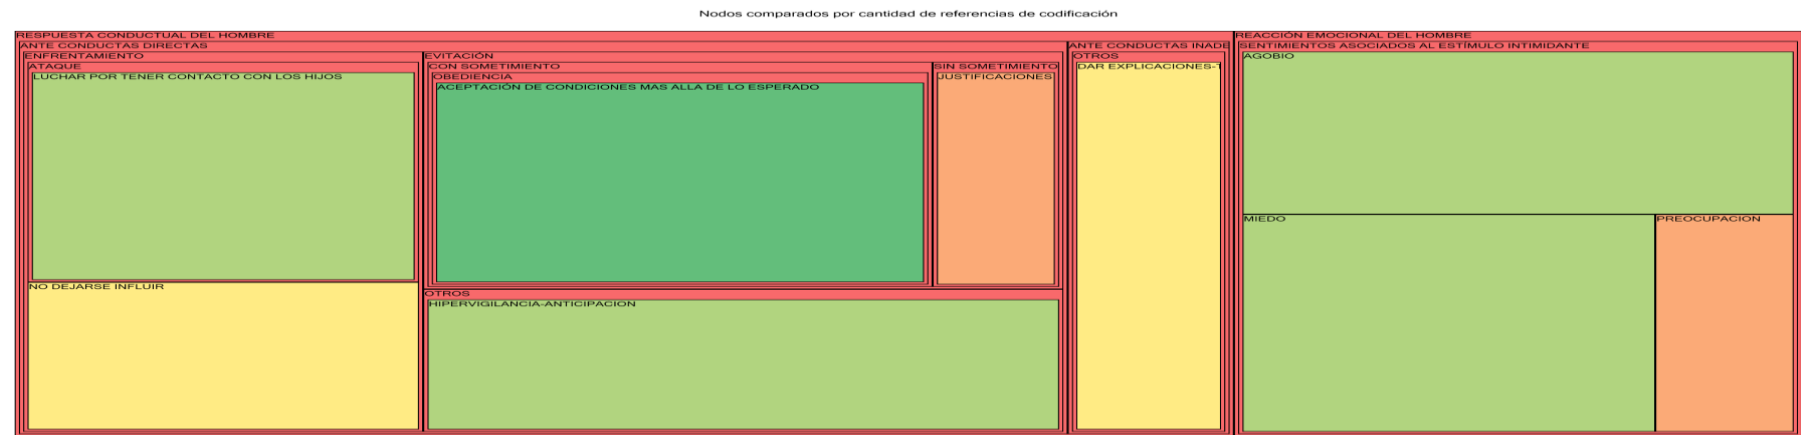 Nodos comparados por cantidad de referencias de codificación
RESPUESTA CONDUCTUAL DEL HOMBRE
ANTE CONDUCTAS DIRECTAS
ENFRENTAMIENTO
ATAQUE
LUCHAR POR TENER CONTACTO CON LOS HIJOS
NO DEJARSE INFLUIR
EVITACIÓN
CON SOMETIMIENTO
OBEDIENCIA
ACEPTACIÓN DE CONDICIONES MAS ALLA DE LO ESPERADO
SIN SOMETIMIENTO
JUSTIFICACIONES
OTROS
HIPERVIGILANCIA-ANTICIPACION
ANTE CONDUCTAS INADE
OTROS
DAR EXPLICACIONES-T
REACCIÓN EMOCIONAL DEL HOMBRE
SENTIMIENTOS ASOCIADOS AL ESTÍMULO INTIMIDANTE
AGOBIO
MIEDO
PREOCUPACION